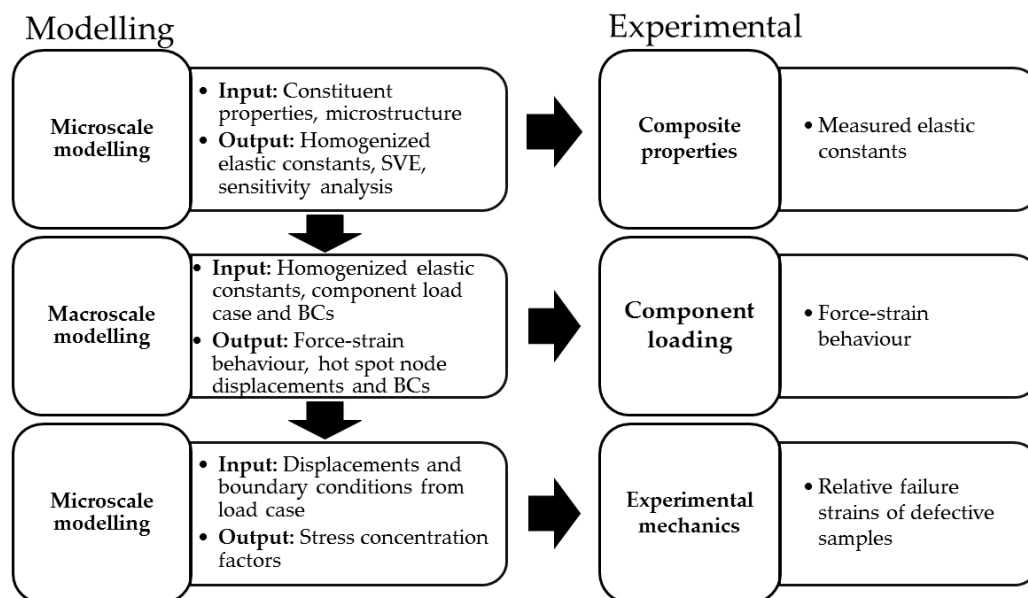 Modelling
Experimental
Microscale
modelling
• Input: Constituent
properties, microstructure
• Output: Homogenized
elastic constants, SVE,
sensitivity analysis
Composite
properties
• Measured elastic
constants
Macroscale
modelling
• Input: Homogenized elastic
constants, component load
case and BCs
• Output: Force-strain
behaviour, hot spot node
displacements and BCs
Component
loading
• Force-strain
behaviour
Microscale
modelling
• Input: Displacements and
boundary conditions from
load case
• Output: Stress concentration
factors
Experimental
mechanics
• Relative failure
strains of defective
samples